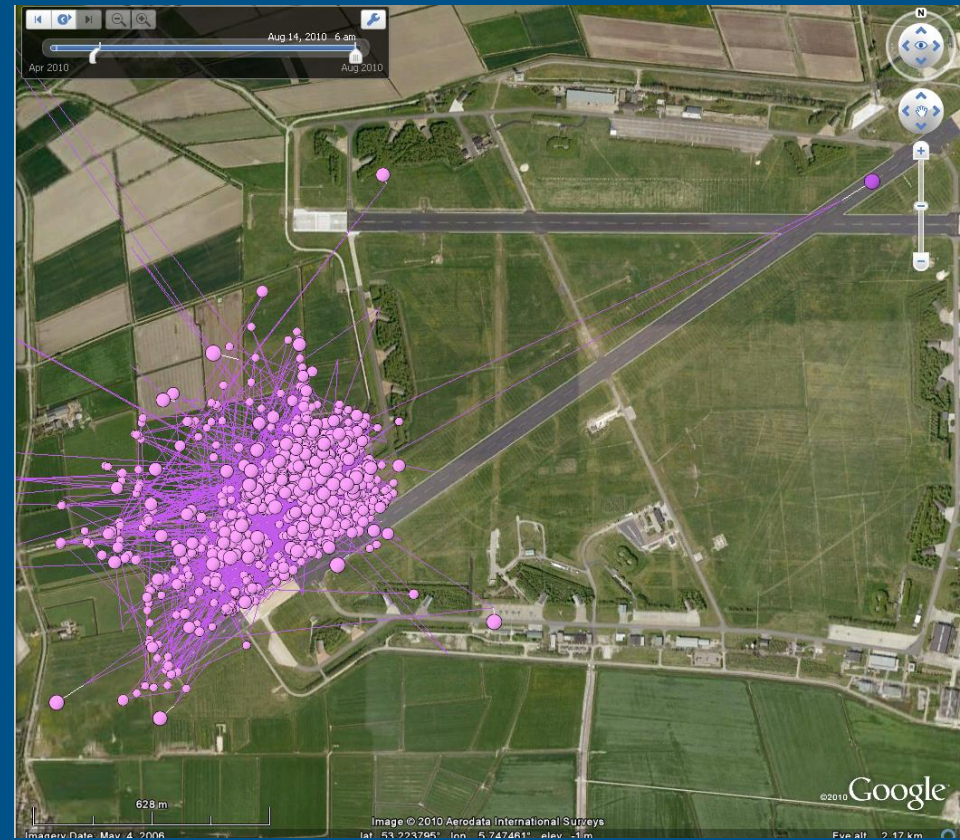 Aug 14, 2010 6 am
Apr 2010
Aug 2010
N
628 m
Image © 2010 Aerodata International Surveys
©2010 Google
Imagery Date: May 4, 2006
lat 53.223795° lon 5.747461° elev -1 m
Eye alt 2.17 km